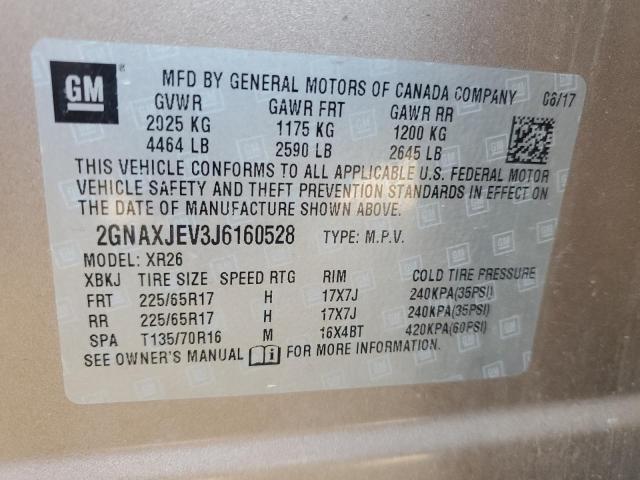 GM ® MFD BY GENERAL MOTORS OF CANADA COMPANY 08/17
GVWR GAWR FRT GAWR RR
2025 KG 1175 KG 1200 KG
4464 LB 2590 LB 2645 LB
THIS VEHICLE CONFORMS TO ALL APPLICABLE U.S. FEDERAL MOTOR
VEHICLE SAFETY AND THEFT PREVENTION STANDARDS IN EFFECT ON
THE DATE OF MANUFACTURE SHOWN ABOVE.
2GNAXJEV3J6160528 TYPE: M.P.V.
MODEL: XR26
XBKJ TIRE SIZE SPEED RTG RIM COLD TIRE PRESSURE
FRT 225/65R17 H 17X7J 240KPA(35PSI)
RR 225/65R17 H 17X7J 240KPA(35PSI)
SPA T135/70R16 M 16X4BT 420KPA(60PSI)
SEE OWNER'S MANUAL FOR MORE INFORMATION.